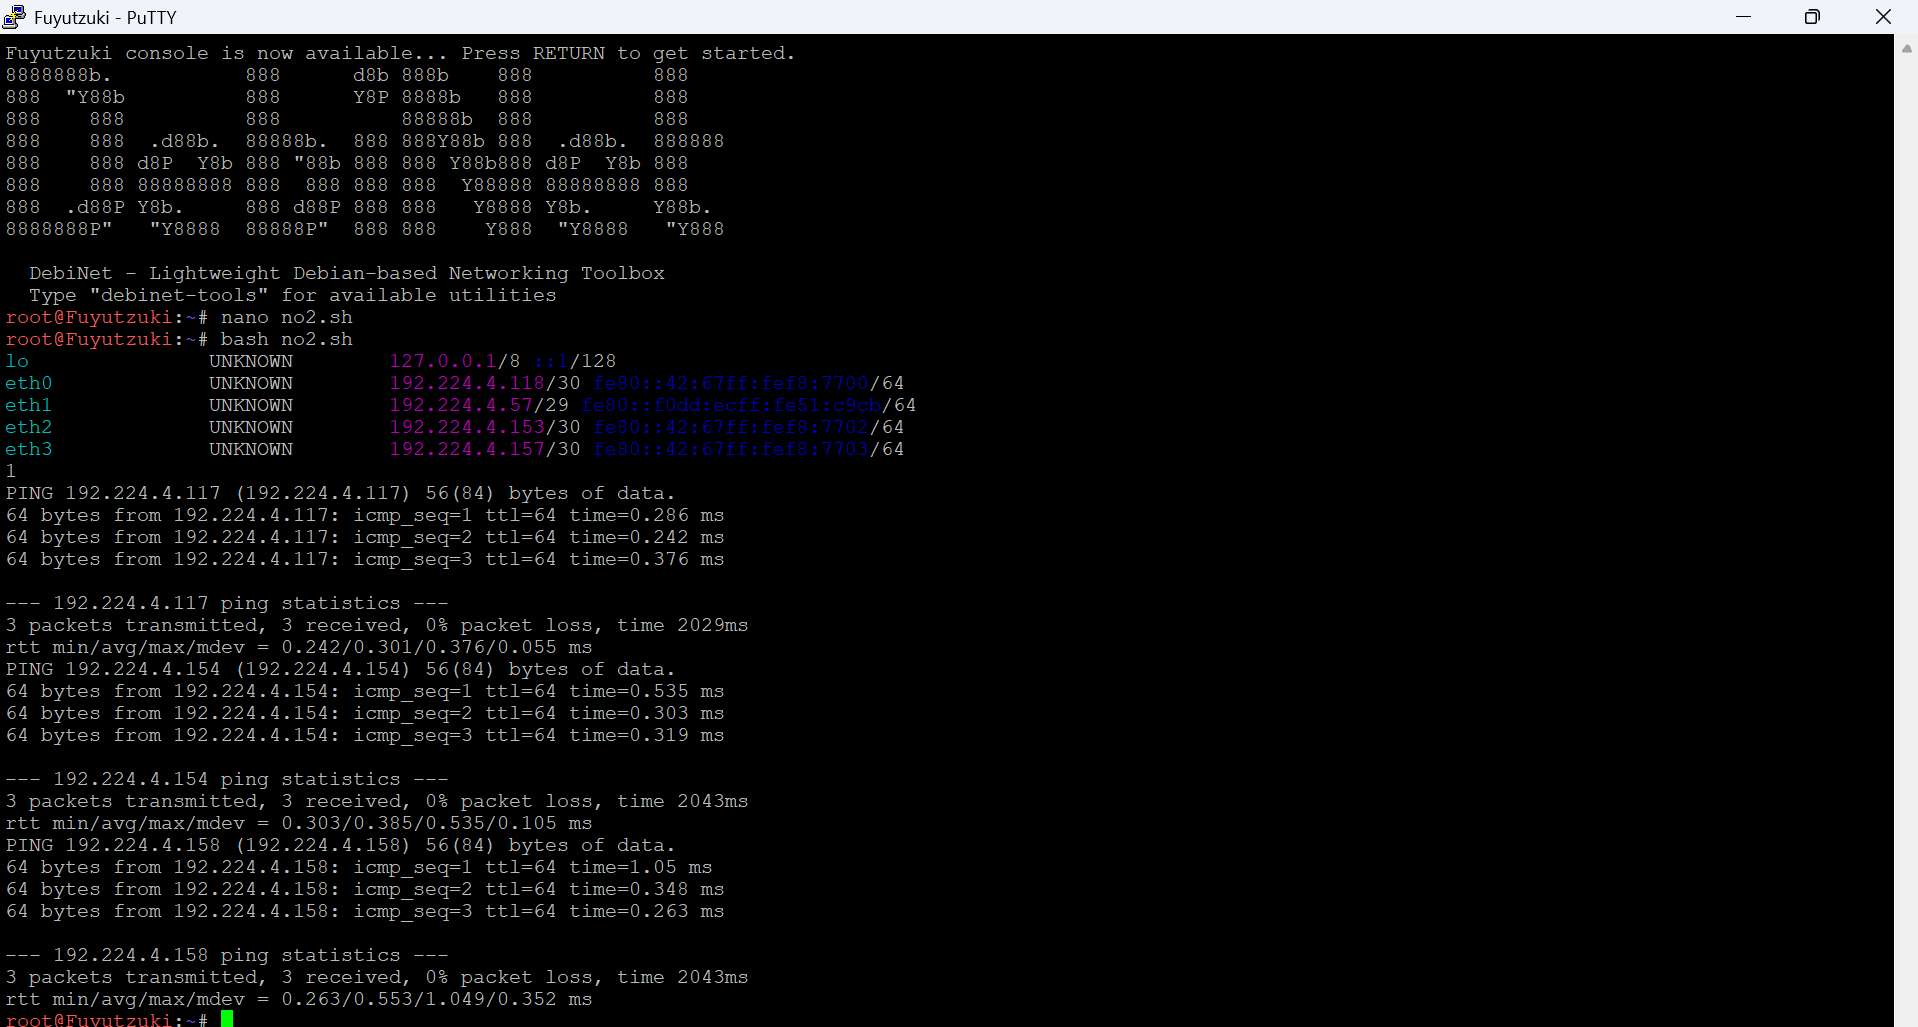 Fuyutzuki - PuTTY
Fuyutzuki console is now available... Press RETURN to get started.
8888888b.            888      d8b 888b    888          888
888  "Y88b          888      Y8P 8888b   888          888
888    888          888          88888b  888          888
888    888  .d88b.  88888b.  888 888Y88b 888  .d88b.  888888
888    888 d8P  Y8b 888 "88b 888 888 Y88b888 d8P  Y8b 888
888    888 88888888 888  888 888 888  Y88888 88888888 888
888  .d88P Y8b.     888 d88P 888 888   Y8888 Y8b.     Y88b.
8888888P"   "Y8888  88888P"  888 888    Y888  "Y8888   "Y888
DebiNet - Lightweight Debian-based Networking Toolbox
Type "debinet-tools" for available utilities
root@Fuyutzuki:~# nano no2.sh
root@Fuyutzuki:~# bash no2.sh
lo               UNKNOWN        127.0.0.1/8 ::1/128
eth0             UNKNOWN        192.224.4.118/30 fe80::42:67ff:fef8:7700/64
eth1             UNKNOWN        192.224.4.57/29 fe80::f0dd:ecff:fe51:c9cb/64
eth2             UNKNOWN        192.224.4.153/30 fe80::42:67ff:fef8:7702/64
eth3             UNKNOWN        192.224.4.157/30 fe80::42:67ff:fef8:7703/64
1
PING 192.224.4.117 (192.224.4.117) 56(84) bytes of data.
64 bytes from 192.224.4.117: icmp_seq=1 ttl=64 time=0.286 ms
64 bytes from 192.224.4.117: icmp_seq=2 ttl=64 time=0.242 ms
64 bytes from 192.224.4.117: icmp_seq=3 ttl=64 time=0.376 ms
--- 192.224.4.117 ping statistics ---
3 packets transmitted, 3 received, 0% packet loss, time 2029ms
rtt min/avg/max/mdev = 0.242/0.301/0.376/0.055 ms
PING 192.224.4.154 (192.224.4.154) 56(84) bytes of data.
64 bytes from 192.224.4.154: icmp_seq=1 ttl=64 time=0.535 ms
64 bytes from 192.224.4.154: icmp_seq=2 ttl=64 time=0.303 ms
64 bytes from 192.224.4.154: icmp_seq=3 ttl=64 time=0.319 ms
--- 192.224.4.154 ping statistics ---
3 packets transmitted, 3 received, 0% packet loss, time 2043ms
rtt min/avg/max/mdev = 0.303/0.385/0.535/0.105 ms
PING 192.224.4.158 (192.224.4.158) 56(84) bytes of data.
64 bytes from 192.224.4.158: icmp_seq=1 ttl=64 time=1.05 ms
64 bytes from 192.224.4.158: icmp_seq=2 ttl=64 time=0.348 ms
64 bytes from 192.224.4.158: icmp_seq=3 ttl=64 time=0.263 ms
--- 192.224.4.158 ping statistics ---
3 packets transmitted, 3 received, 0% packet loss, time 2043ms
rtt min/avg/max/mdev = 0.263/0.553/1.049/0.352 ms
root@Fuyutzuki:~#